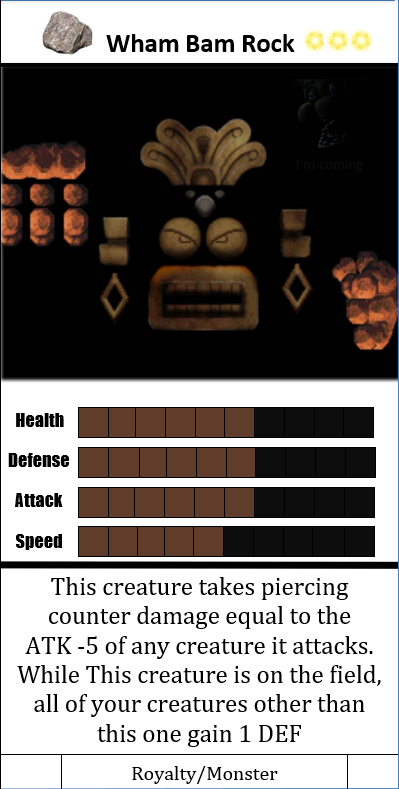 Wham Bam Rock
I'm coming
Health
Defense
Attack
Speed
This creature takes piercing
counter damage equal to the
ATK -5 of any creature it attacks.
While This creature is on the field,
all of your creatures other than
this one gain 1 DEF
Royalty/Monster